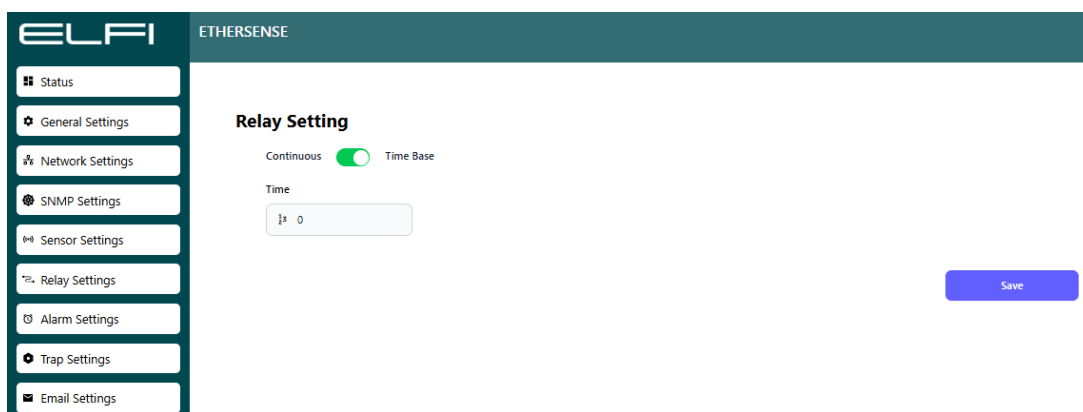 ELFI
ETHERSENSE
Status
General Settings
Network Settings
SNMP Settings
Sensor Settings
Relay Settings
Alarm Settings
Trap Settings
Email Settings
Relay Setting
Continuous Time Base
Time
0
Save